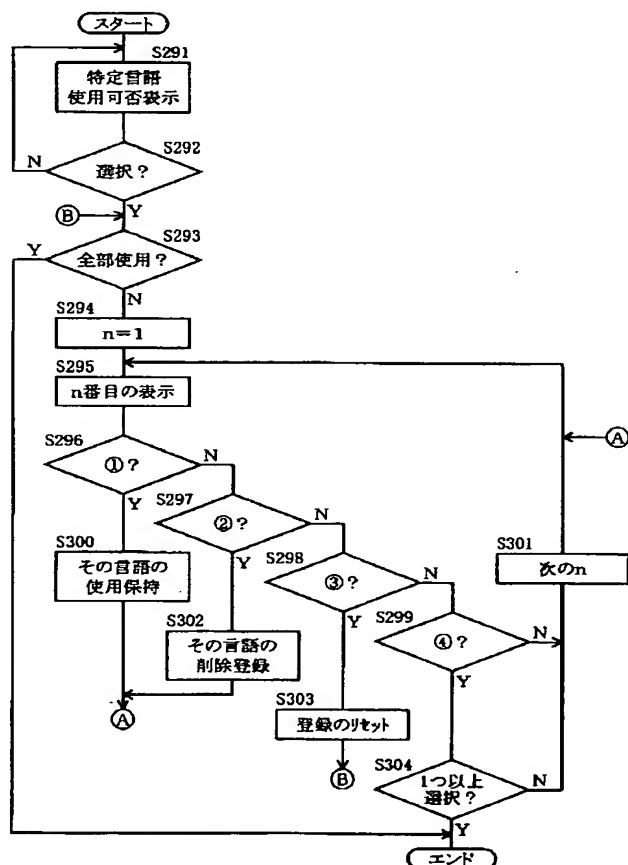 スタート
S291
特定言語
使用可否表示
S292
選択?
N
Y
Ⓑ
S293
Y
全部使用?
N
S294
n=1
S295
n番目の表示
Ⓐ
S296
①?
N
Y
S297
②?
N
Y
S298
③?
N
Y
S299
④?
N
Y
S300
その言語の
使用保持
S301
次のn
S302
その言語の
削除登録
Ⓐ
S303
登録のリセット
Ⓑ
S304
1つ以上
選択?
N
Y
エンド